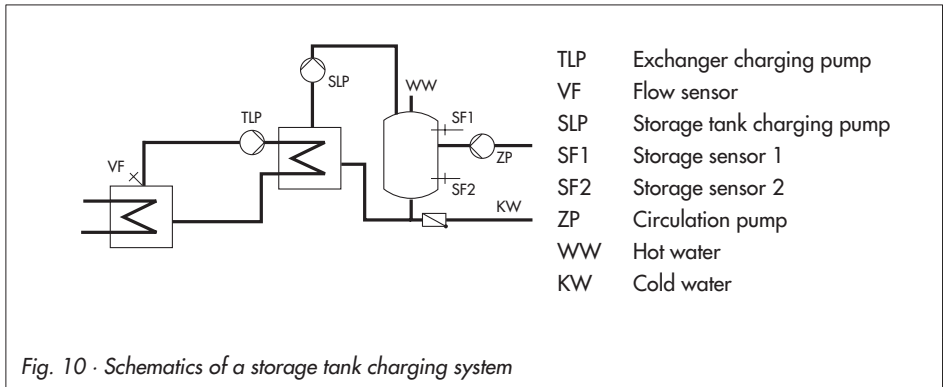 SLP
WW
TLP
SF1
ZP
VF
SF2
KW
TLP Exchanger charging pump
VF Flow sensor
SLP Storage tank charging pump
SF1 Storage sensor 1
SF2 Storage sensor 2
ZP Circulation pump
WW Hot water
KW Cold water
Fig. 10 · Schematics of a storage tank charging system